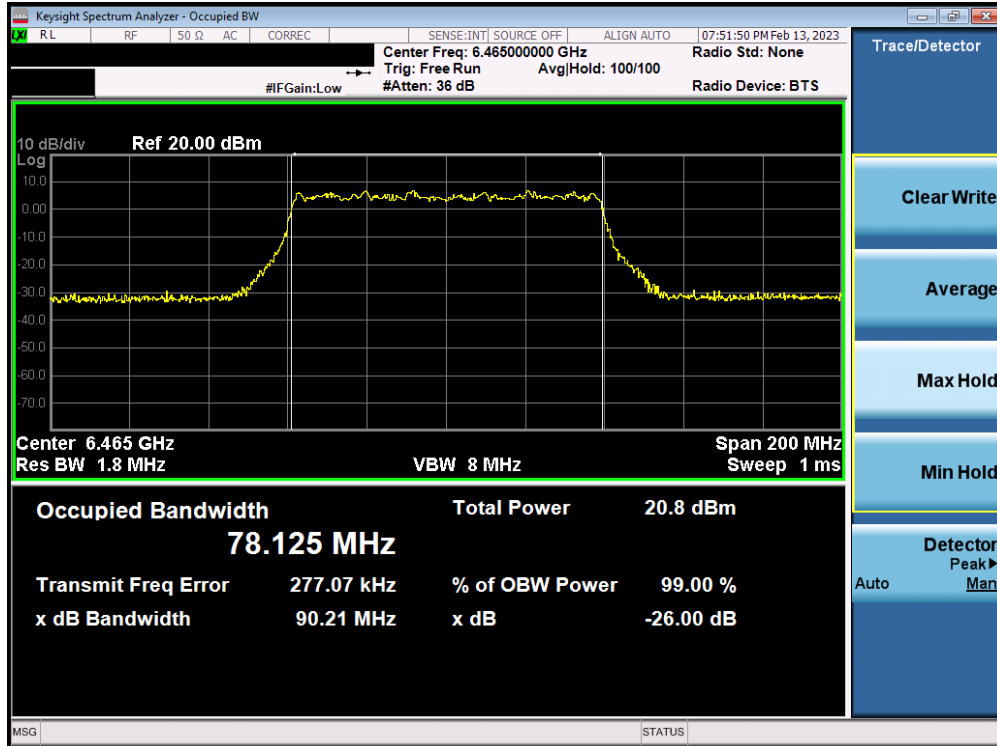 Keysight Spectrum Analyzer - Occupied BW
LXI RL RF 50 Ω AC CORREC SENSE:INT SOURCE OFF ALIGN AUTO 07:51:50 PM Feb 13, 2023
Center Freq: 6.465000000 GHz Radio Std: None
Trig: Free Run Avg|Hold: 100/100
#IFGain:Low #Atten: 36 dB Radio Device: BTS
Trace/Detector
10 dB/div Ref 20.00 dBm
Log
10.0
0.00
-10.0
-20.0
-30.0
-40.0
-50.0
-60.0
-70.0
Center 6.465 GHz Span 200 MHz
Res BW 1.8 MHz VBW 8 MHz Sweep 1 ms
Occupied Bandwidth Total Power 20.8 dBm
78.125 MHz
Transmit Freq Error 277.07 kHz % of OBW Power 99.00 %
x dB Bandwidth 90.21 MHz x dB -26.00 dB
Clear Write
Average
Max Hold
Min Hold
Detector
Peak▶
Auto Man
MSG STATUS